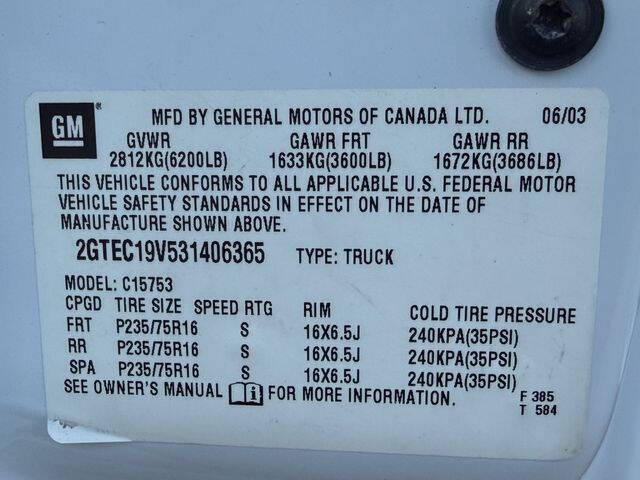 GM ®
MFD BY GENERAL MOTORS OF CANADA LTD. 06/03
GVWR GAWR FRT GAWR RR
2812KG(6200LB) 1633KG(3600LB) 1672KG(3686LB)
THIS VEHICLE CONFORMS TO ALL APPLICABLE U.S. FEDERAL MOTOR
VEHICLE SAFETY STANDARDS IN EFFECT ON THE DATE OF
MANUFACTURE SHOWN ABOVE.
2GTEC19V531406365 TYPE: TRUCK
MODEL: C15753
CPGD TIRE SIZE SPEED RTG RIM COLD TIRE PRESSURE
FRT P235/75R16 S 16X6.5J 240KPA(35PSI)
RR P235/75R16 S 16X6.5J 240KPA(35PSI)
SPA P235/75R16 S 16X6.5J 240KPA(35PSI)
SEE OWNER'S MANUAL FOR MORE INFORMATION. F 385
T 584